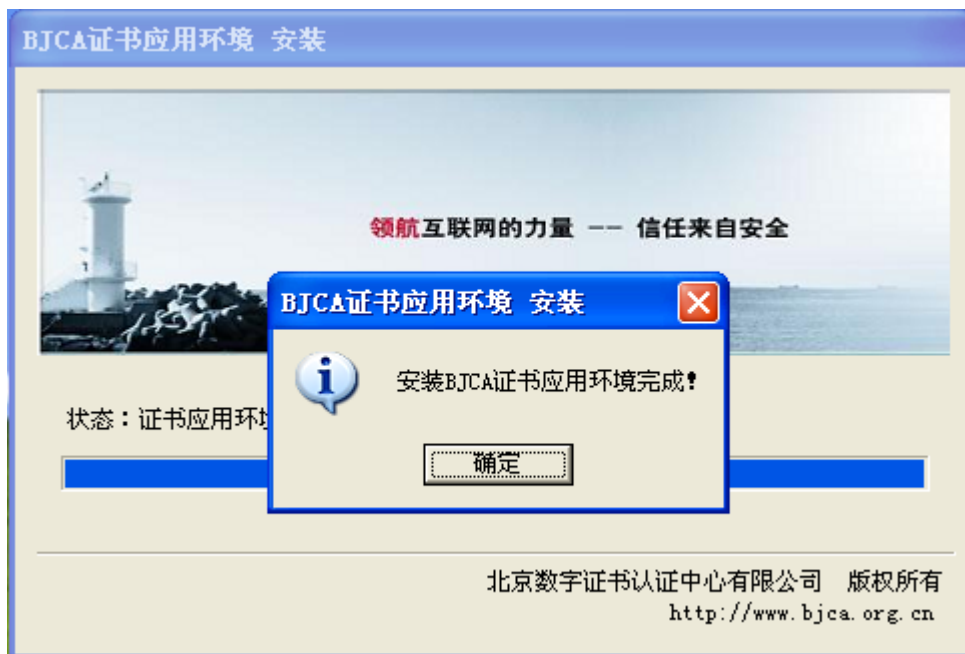 BJCA证书应用环境 安装
领航互联网的力量 —— 信任来自安全
BJCA证书应用环境 安装
安装BJCA证书应用环境完成!
状态：证书应用环
确定
北京数字证书认证中心有限公司 版权所有
http://www.bjca.org.cn